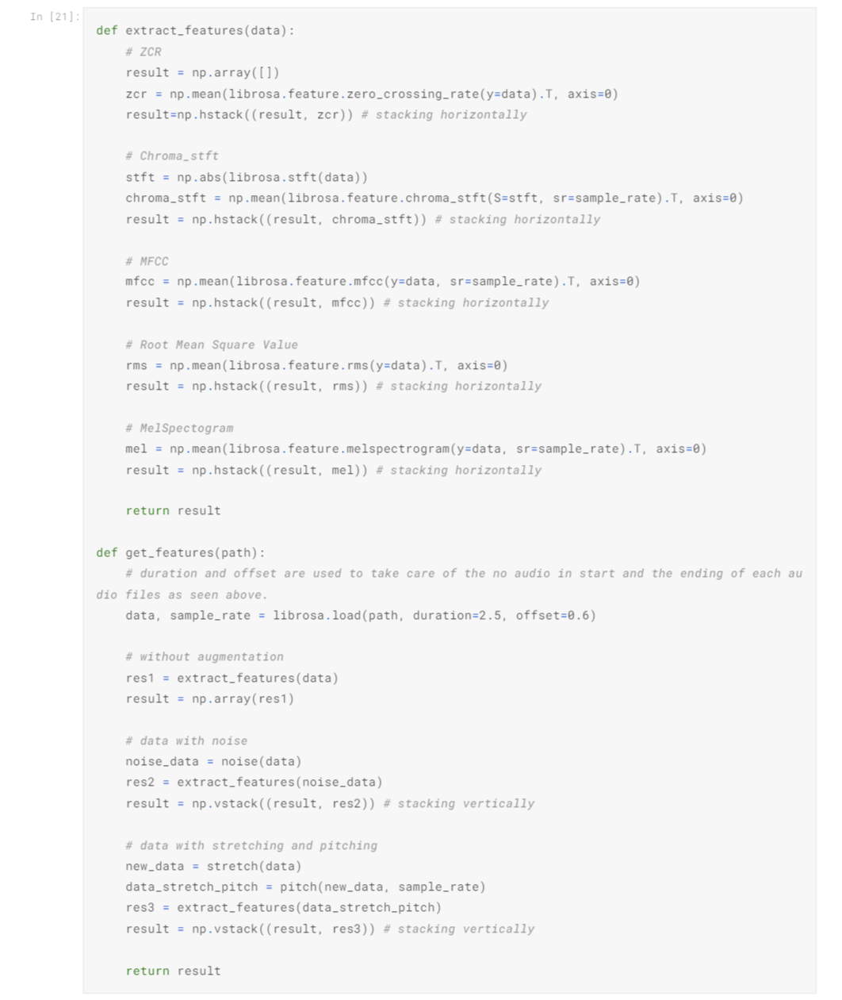 In [21]:
def extract_features(data):
    # ZCR
    result = np.array([])
    zcr = np.mean(librosa.feature.zero_crossing_rate(y=data).T, axis=0)
    result=np.hstack((result, zcr)) # stacking horizontally

    # Chroma_stft
    stft = np.abs(librosa.stft(data))
    chroma_stft = np.mean(librosa.feature.chroma_stft(S=stft, sr=sample_rate).T, axis=0)
    result = np.hstack((result, chroma_stft)) # stacking horizontally

    # MFCC
    mfcc = np.mean(librosa.feature.mfcc(y=data, sr=sample_rate).T, axis=0)
    result = np.hstack((result, mfcc)) # stacking horizontally

    # Root Mean Square Value
    rms = np.mean(librosa.feature.rms(y=data).T, axis=0)
    result = np.hstack((result, rms)) # stacking horizontally

    # MelSpectogram
    mel = np.mean(librosa.feature.melspectrogram(y=data, sr=sample_rate).T, axis=0)
    result = np.hstack((result, mel)) # stacking horizontally

    return result

def get_features(path):
    # duration and offset are used to take care of the no audio in start and the ending of each au
dio files as seen above.
    data, sample_rate = librosa.load(path, duration=2.5, offset=0.6)

    # without augmentation
    res1 = extract_features(data)
    result = np.array(res1)

    # data with noise
    noise_data = noise(data)
    res2 = extract_features(noise_data)
    result = np.vstack((result, res2)) # stacking vertically

    # data with stretching and pitching
    new_data = stretch(data)
    data_stretch_pitch = pitch(new_data, sample_rate)
    res3 = extract_features(data_stretch_pitch)
    result = np.vstack((result, res3)) # stacking vertically

    return result